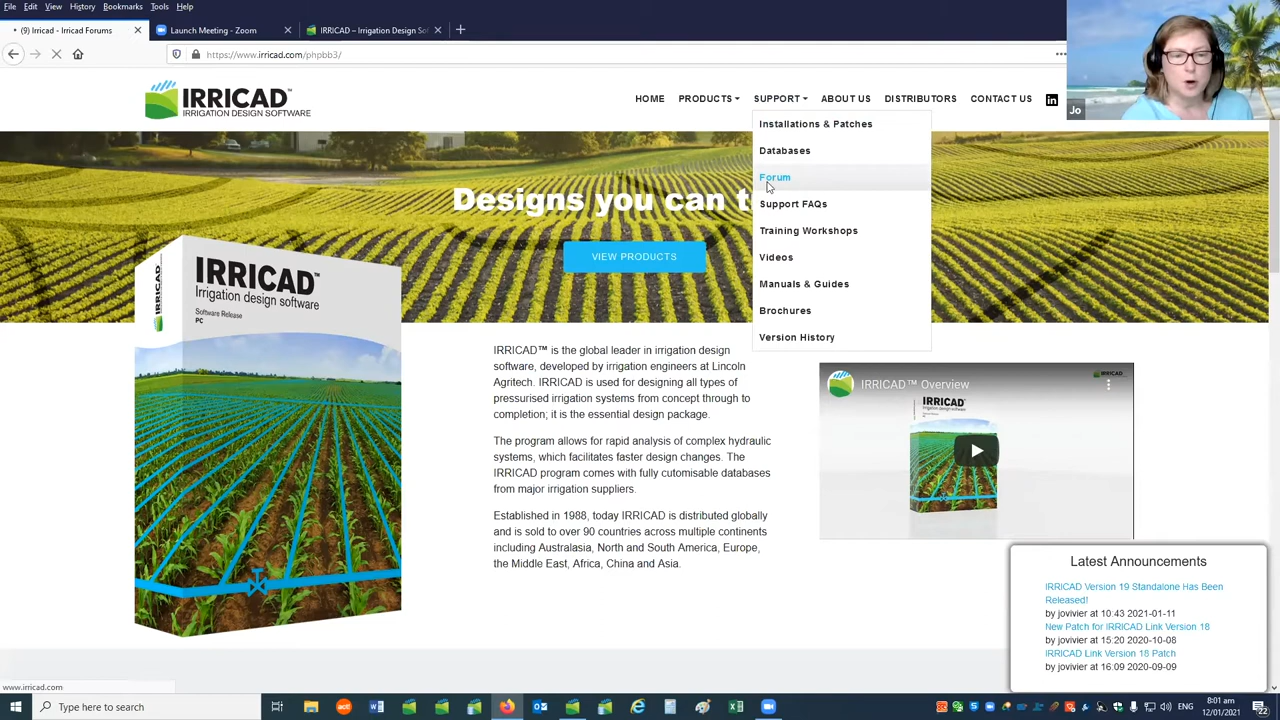 File Edit View History Bookmarks Tools Help
(9) Irricad - Irricad Forums
Launch Meeting - Zoom
IRRICAD – Irrigation Design So
https://www.irricad.com/phpbb3/
IRRICAD™
IRRIGATION DESIGN SOFTWARE
HOME PRODUCTS SUPPORT ABOUT US DISTRIBUTORS CONTACT US in
Jo
Installations & Patches
Databases
Forum
Support FAQs
Training Workshops
Videos
Manuals & Guides
Brochures
Version History
Designs you can t
VIEW PRODUCTS
IRRICAD™
Irrigation design software
Software Release
PC
IRRICAD
IRRICAD™ is the global leader in irrigation design
software, developed by irrigation engineers at Lincoln
Agritech. IRRICAD is used for designing all types of
pressurised irrigation systems from concept through to
completion; it is the essential design package.
The program allows for rapid analysis of complex hydraulic
systems, which facilitates faster design changes. The
IRRICAD program comes with fully cutomisable databases
from major irrigation suppliers.
Established in 1988, today IRRICAD is distributed globally
and is sold to over 90 countries across multiple continents
including Australasia, North and South America, Europe,
the Middle East, Africa, China and Asia.
IRRICAD™ Overview
IRRICAD
IRRICAD
Irrigation design software
Latest Announcements
IRRICAD Version 19 Standalone Has Been
Released!
by jovivier at 10:43 2021-01-11
New Patch for IRRICAD Link Version 18
by jovivier at 15:20 2020-10-08
IRRICAD Link Version 18 Patch
by jovivier at 16:09 2020-09-09
www.irricad.com
Type here to search
act!
8:01 am
12/01/2021
22